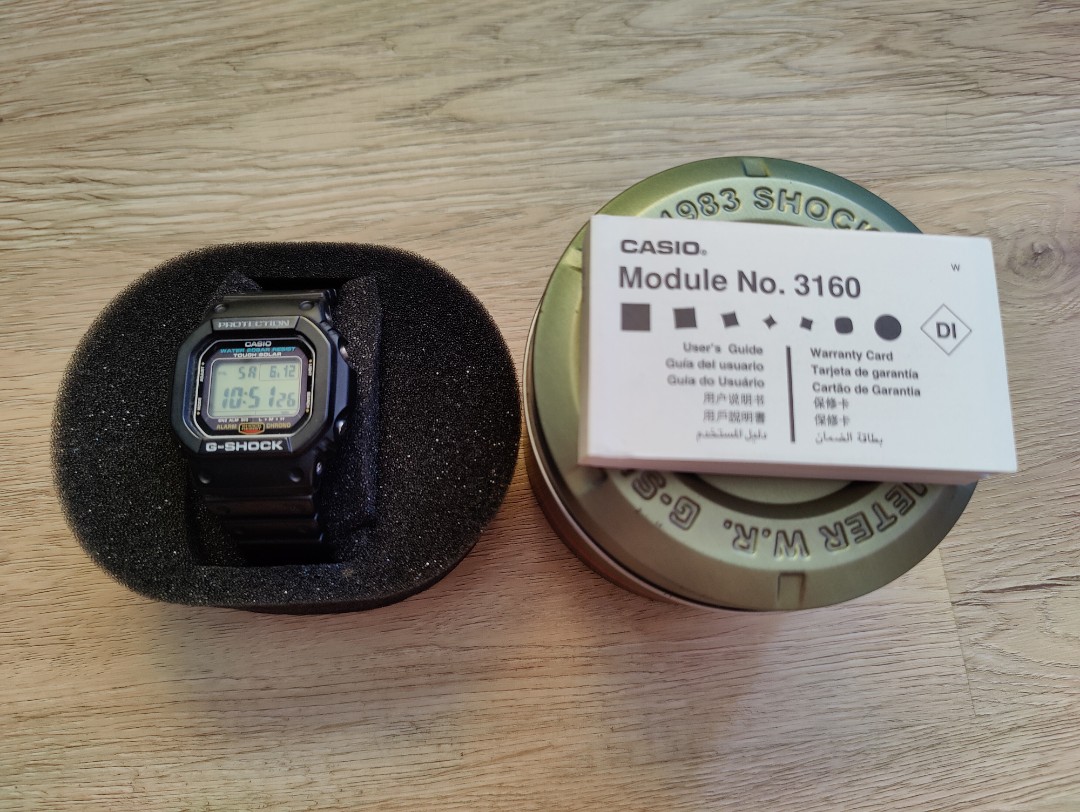 PROTECTION
CASIO
WATER 20BAR RESIST
TOUGH SOLAR
SA 6.12
10:51 26
ALARM
CHRONO
G-SHOCK
1983 SHOCK
METER W.R. G-S
CASIO®
Module No. 3160
W
DI
User's Guide
Guía del usuario
Guia do Usuário
用户说明书
用戶說明書
دليل المستخدم
Warranty Card
Tarjeta de garantía
Cartão de Garantia
保修卡
保修卡
بطاقة الضمان